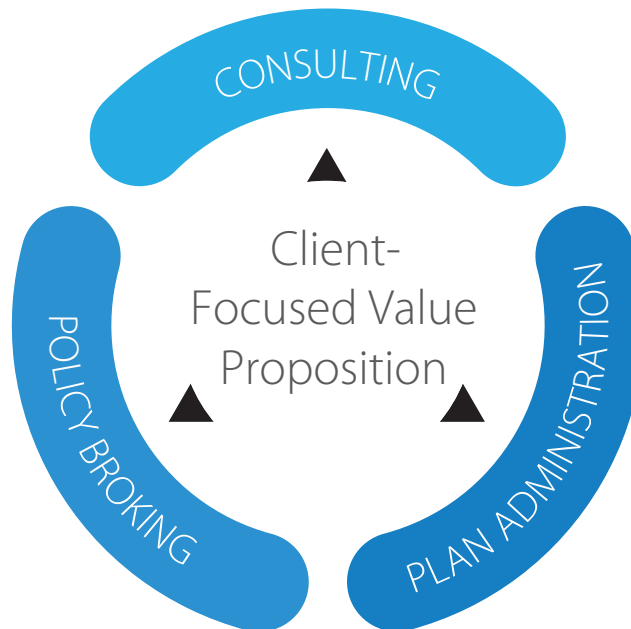 CONSULTING
Client-
Focused Value
Proposition
POLICY BROKING
PLAN ADMINISTRATION